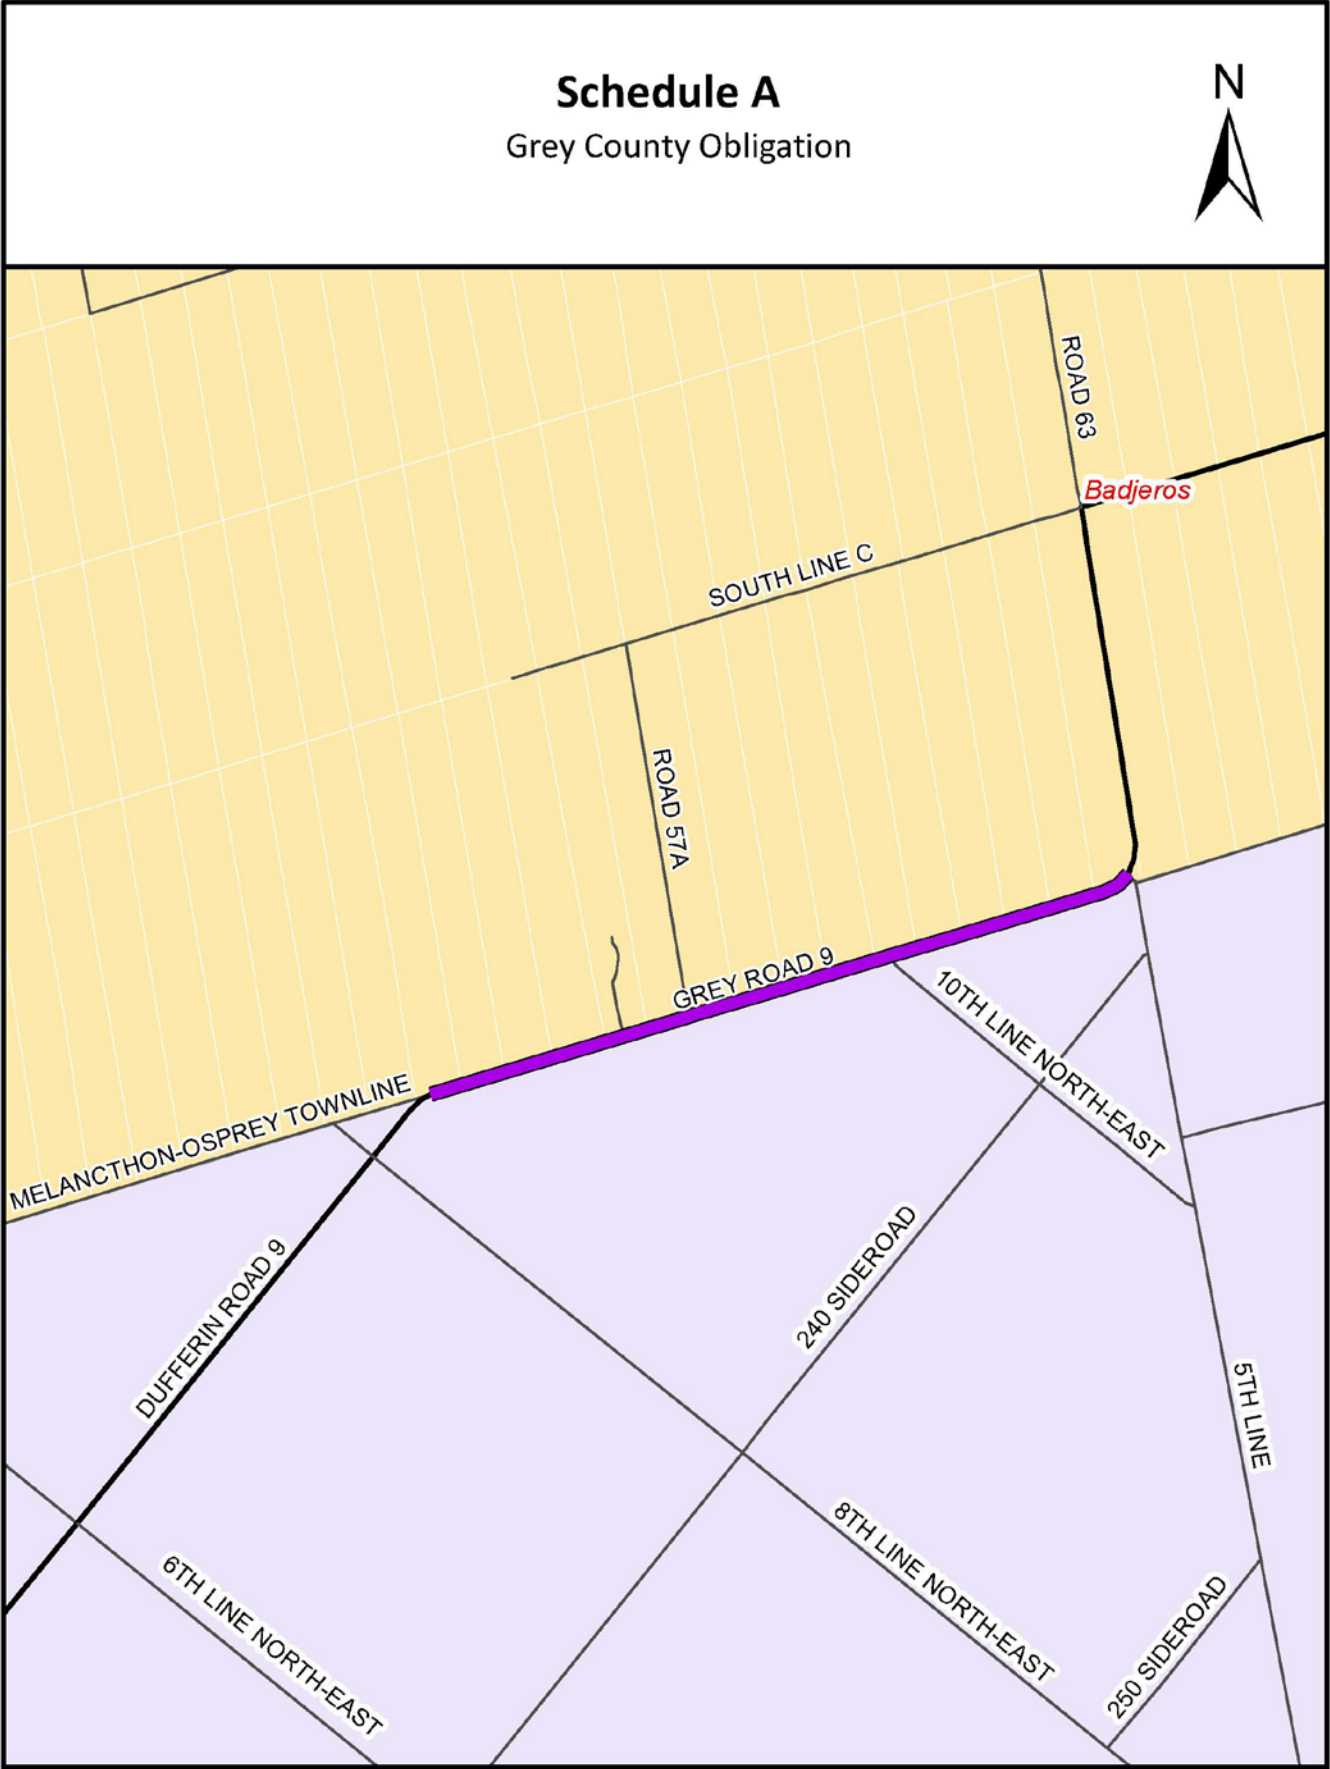 Schedule A
Grey County Obligation
N
ROAD 63
Badjeros
SOUTH LINE C
ROAD 57A
GREY ROAD 9
10TH LINE NORTH-EAST
MELANCTHON-OSPREY TOWNLINE
DUFFERIN ROAD 9
240 SIDEROAD
5TH LINE
8TH LINE NORTH-EAST
6TH LINE NORTH-EAST
250 SIDEROAD